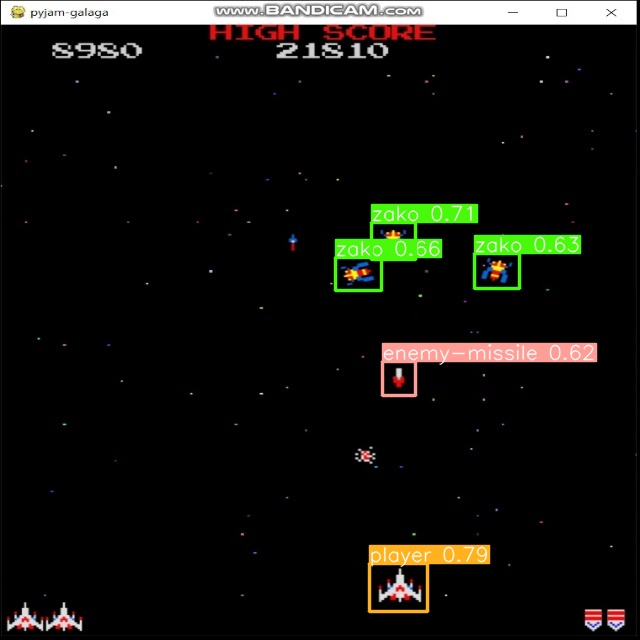 pyjam-galaga
www.BANDICAM.com
HIGH SCORE
8980
21810
zako 0.71
zako 0.66
zako 0.63
enemy-missile 0.62
player 0.79